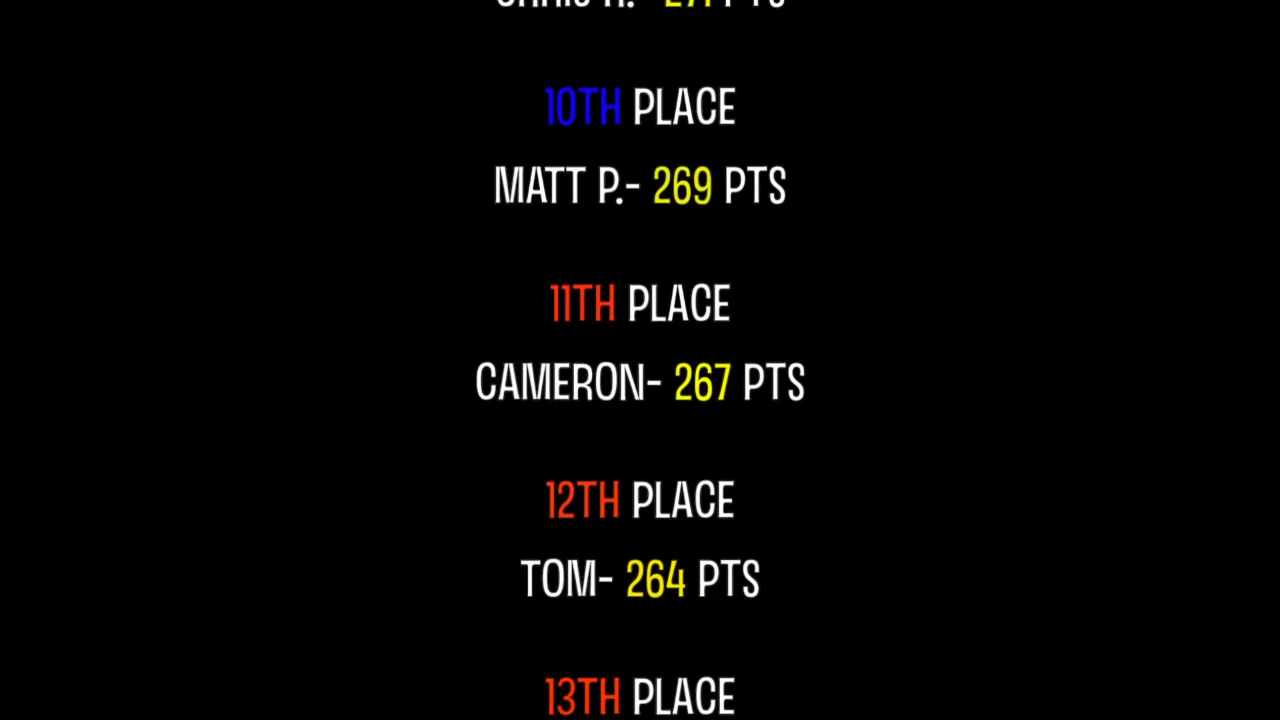 10TH PLACE
MATT P.- 269 PTS
11TH PLACE
CAMERON- 267 PTS
12TH PLACE
TOM- 264 PTS
13TH PLACE